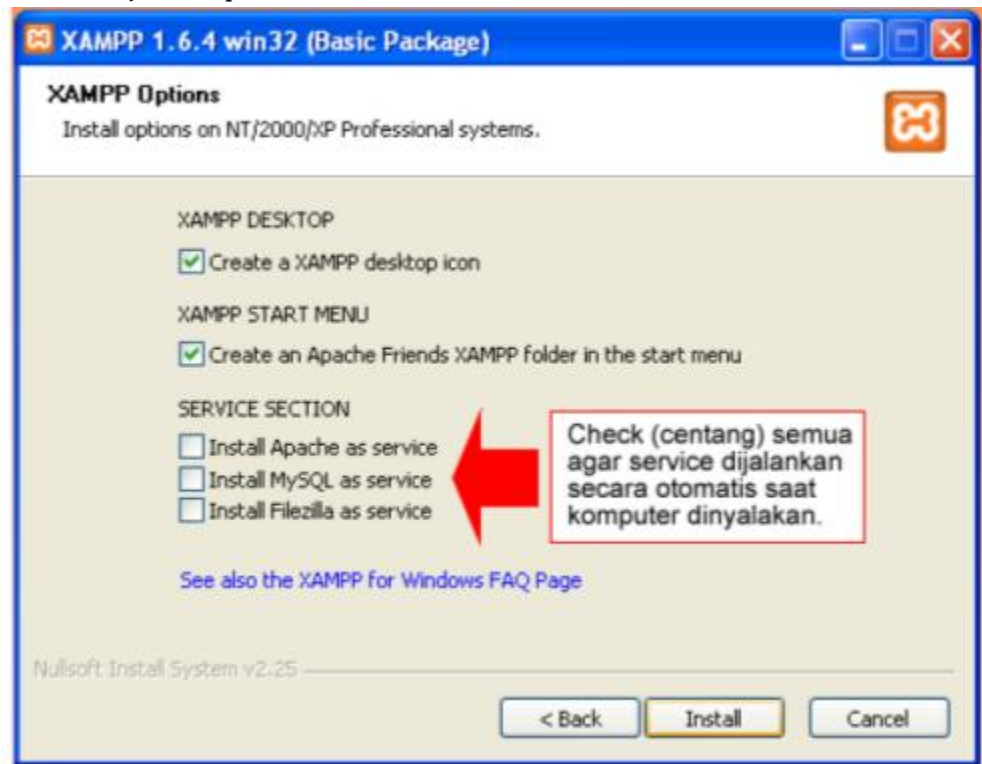 XAMPP 1.6.4 win32 (Basic Package)
XAMPP Options
Install options on NT/2000/XP Professional systems.
XAMPP DESKTOP
Create a XAMPP desktop icon
XAMPP START MENU
Create an Apache Friends XAMPP folder in the start menu
SERVICE SECTION
Install Apache as service
Install MySQL as service
Install Filezilla as service
Check (centang) semua
agar service dijalankan
secara otomatis saat
komputer dinyalakan.
See also the XAMPP for Windows FAQ Page
Nullsoft Install System v2.25
< Back
Install
Cancel